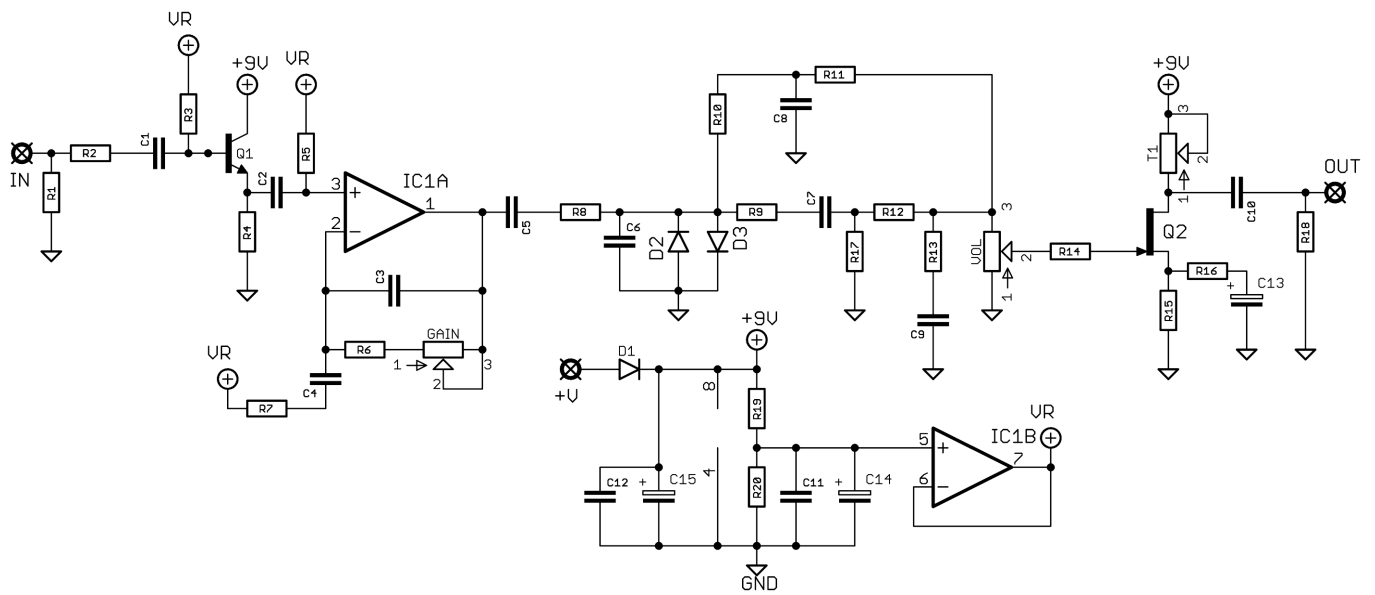 VR
+9V
VR
+9V
R11
R10
C8
R3
C1
IN
R2
Q1
R5
T1
3
2
1
OUT
R1
C2
3
IC1A
1
2
R4
C5
R8
C6
D2
D3
R9
C7
R12
3
VOL
2
1
R17
R13
R14
Q2
C10
R18
R16
C13
+
R15
C3
C9
GAIN
R6
1
2
3
VR
R7
C4
+9V
D1
+V
8
R19
VR
IC1B
5
+
7
6
−
4
C12
+
C15
R20
C11
+
C14
GND